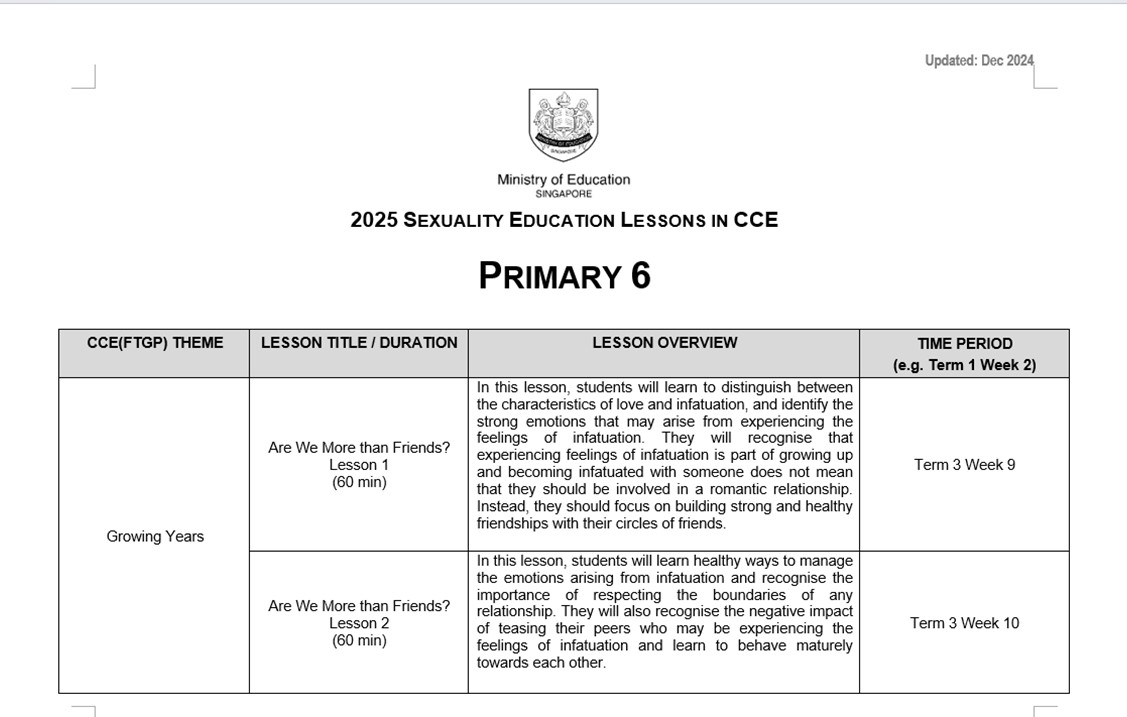 Updated: Dec 2024
MINISTRY OF EDUCATION
SINGAPORE
Ministry of Education
SINGAPORE
2025 SEXUALITY EDUCATION LESSONS IN CCE
PRIMARY 6
CCE(FTGP) THEME
LESSON TITLE / DURATION
LESSON OVERVIEW
TIME PERIOD
(e.g. Term 1 Week 2)
Growing Years
Are We More than Friends?
Lesson 1
(60 min)
In this lesson, students will learn to distinguish between
the characteristics of love and infatuation, and identify the
strong emotions that may arise from experiencing the
feelings of infatuation. They will recognise that
experiencing feelings of infatuation is part of growing up
and becoming infatuated with someone does not mean
that they should be involved in a romantic relationship.
Instead, they should focus on building strong and healthy
friendships with their circles of friends.
Term 3 Week 9
Are We More than Friends?
Lesson 2
(60 min)
In this lesson, students will learn healthy ways to manage
the emotions arising from infatuation and recognise the
importance of respecting the boundaries of any
relationship. They will also recognise the negative impact
of teasing their peers who may be experiencing the
feelings of infatuation and learn to behave maturely
towards each other.
Term 3 Week 10